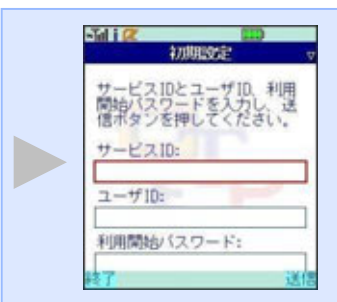 初期設定
サービスIDとユーザID、利用
開始パスワードを入力し、送
信ボタンを押してください。
サービスID:
ユーザID:
利用開始パスワード:
終了 送信